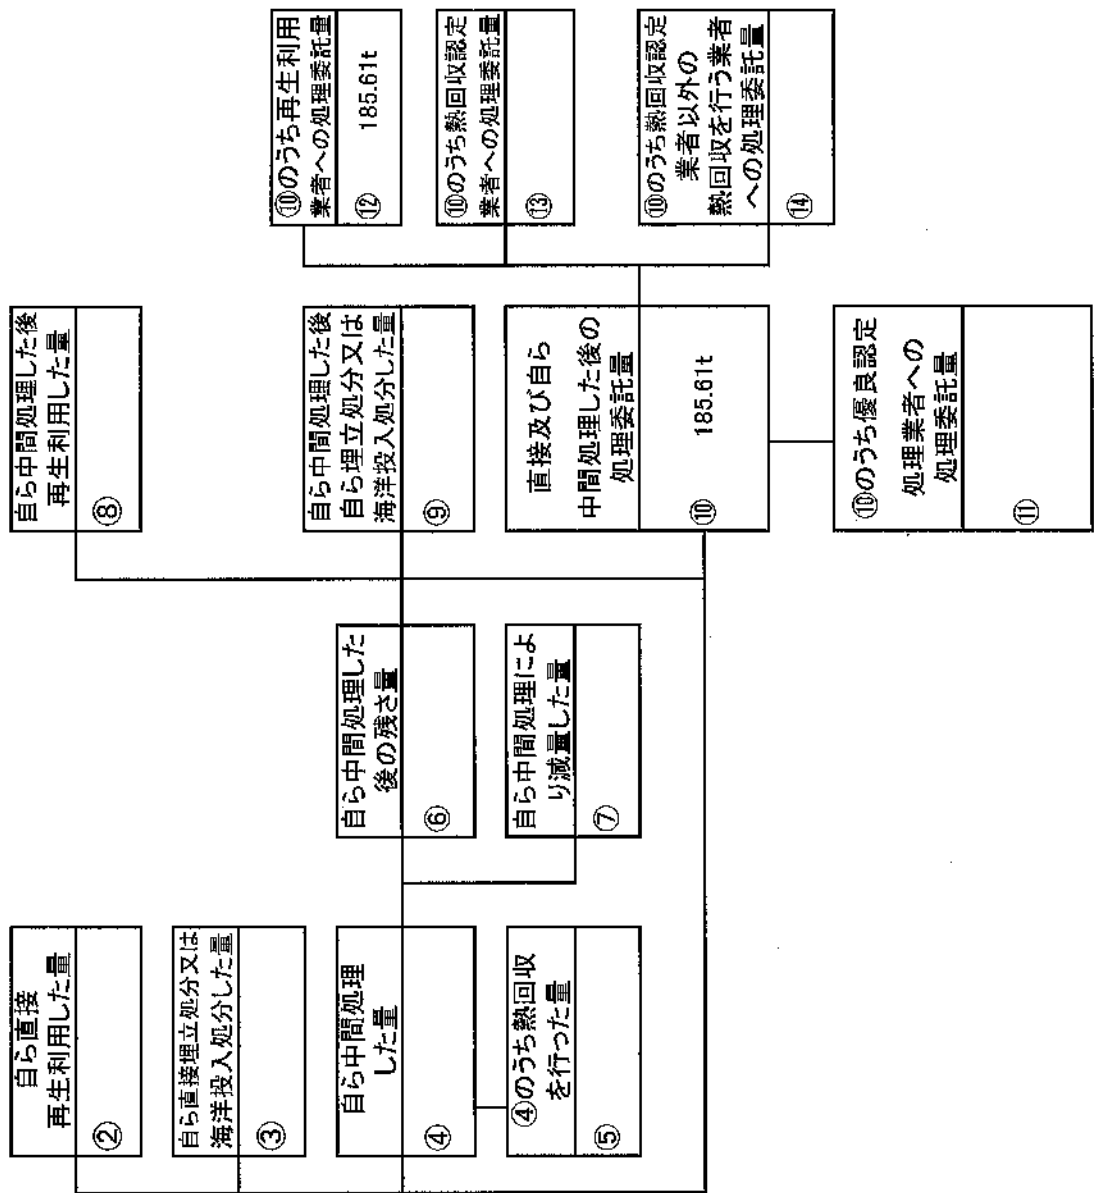 自ら直接
再生利用した量
②
自ら直接埋立処分又は
海洋投入処分した量
③
自ら中間処理
した量
④
④のうち熱回収
を行った量
⑤
自ら中間処理した
後の残さ量
⑥
自ら中間処理によ
り減量した量
⑦
自ら中間処理した後
再生利用した量
⑧
自ら中間処理した後
自ら埋立処分又は
海洋投入処分した量
⑨
直接及び自ら
中間処理した後の
処理委託量
⑩ 185.61t
⑩のうち優良認定
処理業者への
処理委託量
⑪
⑩のうち再生利用
業者への処理委託量
⑫ 185.61t
⑩のうち熱回収認定
業者への処理委託量
⑬
⑩のうち熱回収認定
業者以外の
熱回収を行う業者
への処理委託量
⑭